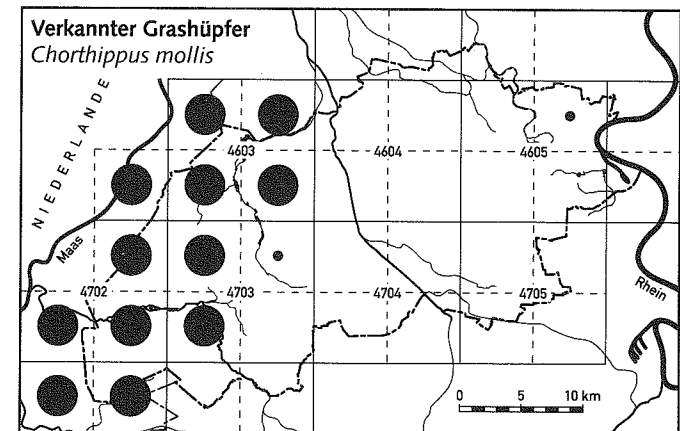 Verkannter Grashüpfer
Chorthippus mollis
NIEDERLANDE
4603
4604
4605
Maas
4702
4703
4704
4705
Rhein
0 5 10 km